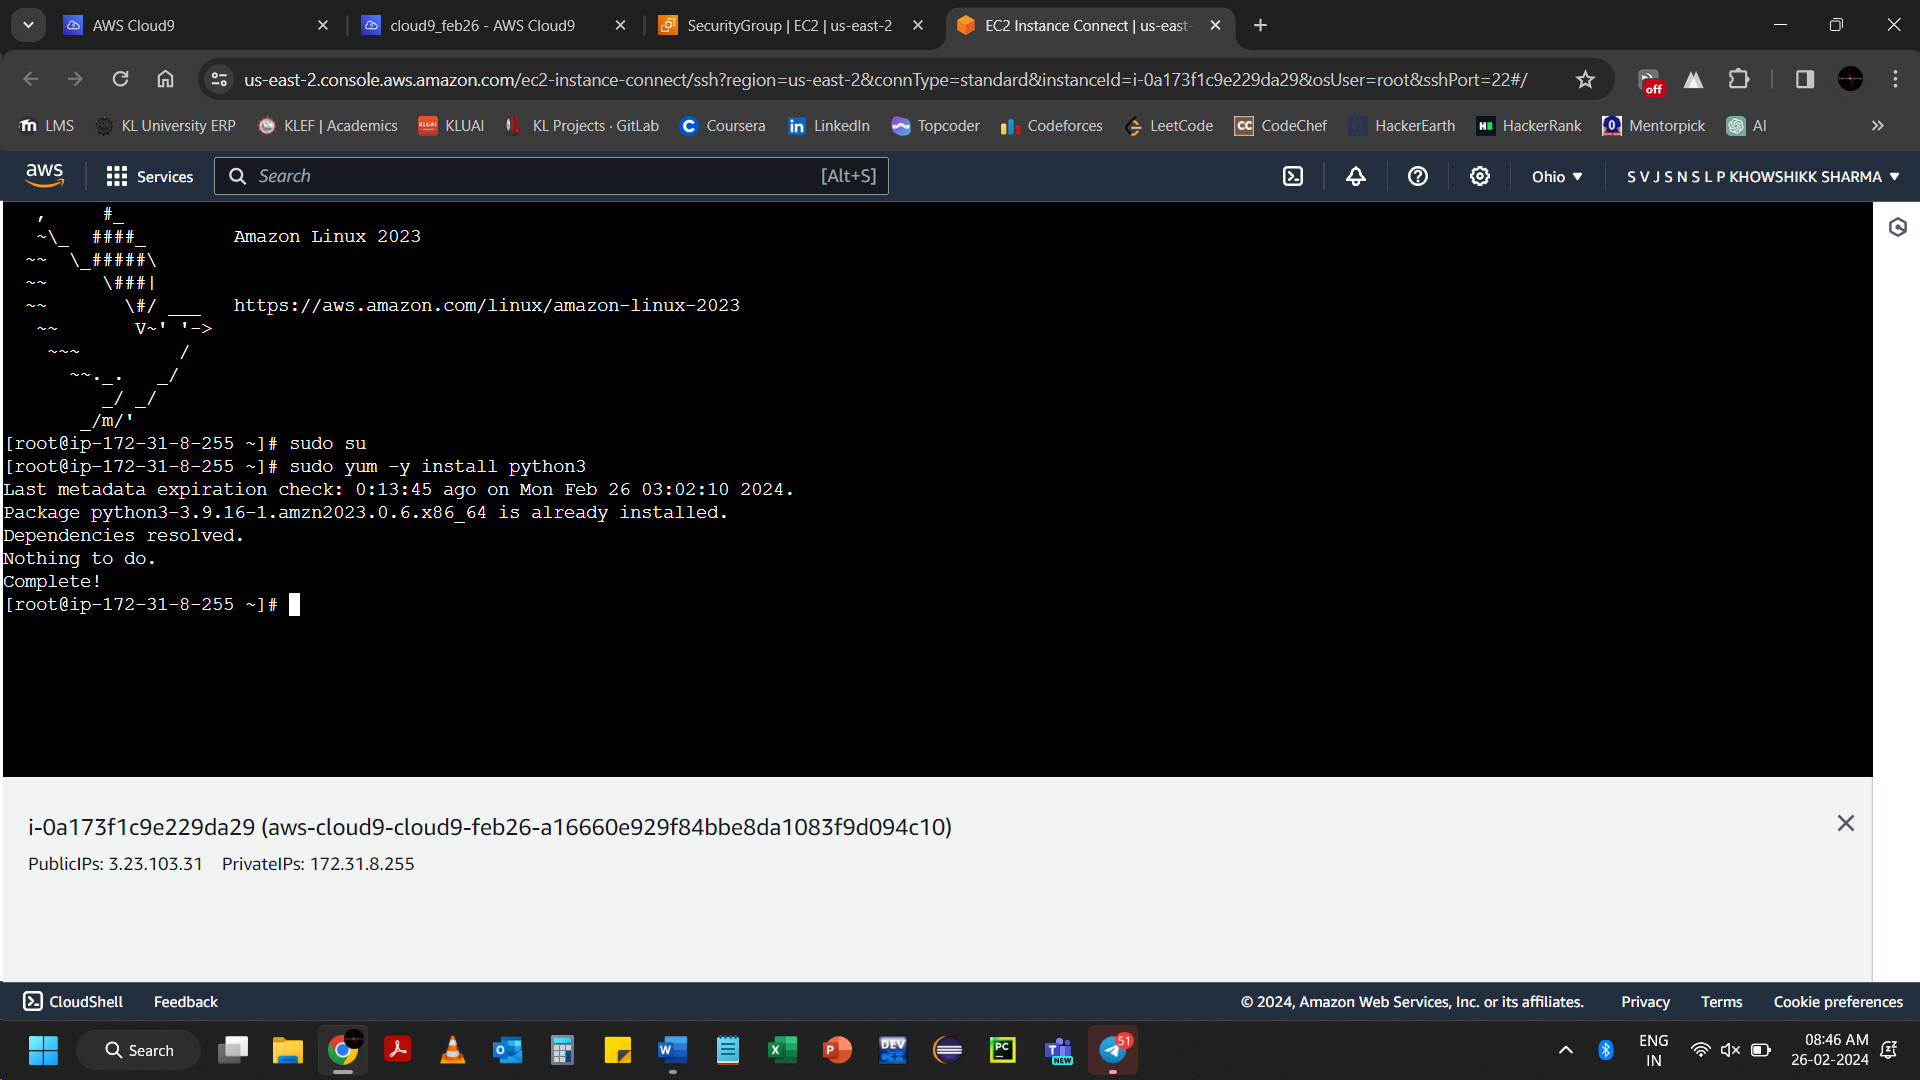 AWS Cloud9
cloud9_feb26 - AWS Cloud9
SecurityGroup | EC2 | us-east-2
EC2 Instance Connect | us-east-
us-east-2.console.aws.amazon.com/ec2-instance-connect/ssh?region=us-east-2&connType=standard&instanceId=i-0a173f1c9e229da29&osUser=root&sshPort=22#/
off
LMS
KL University ERP
KLEF | Academics
KLUAI
KL Projects · GitLab
Coursera
LinkedIn
Topcoder
Codeforces
LeetCode
CodeChef
HackerEarth
HackerRank
Mentorpick
AI
aws
Services
Search
[Alt+S]
Ohio
S V J S N S L P KHOWSHIKK SHARMA
   ,     #_
   ~\_  ####_        Amazon Linux 2023
  ~~  \_#####\
  ~~     \###|
  ~~       \#/ ___   https://aws.amazon.com/linux/amazon-linux-2023
   ~~       V~' '->
    ~~~         /
      ~~._.   _/
         _/ _/
       _/m/'
[root@ip-172-31-8-255 ~]# sudo su
[root@ip-172-31-8-255 ~]# sudo yum -y install python3
Last metadata expiration check: 0:13:45 ago on Mon Feb 26 03:02:10 2024.
Package python3-3.9.16-1.amzn2023.0.6.x86_64 is already installed.
Dependencies resolved.
Nothing to do.
Complete!
[root@ip-172-31-8-255 ~]#
i-0a173f1c9e229da29 (aws-cloud9-cloud9-feb26-a16660e929f84bbe8da1083f9d094c10)
PublicIPs: 3.23.103.31 PrivateIPs: 172.31.8.255
CloudShell
Feedback
© 2024, Amazon Web Services, Inc. or its affiliates.
Privacy
Terms
Cookie preferences
Search
DEV
PC
NEW
51
ENG
IN
08:46 AM
26-02-2024